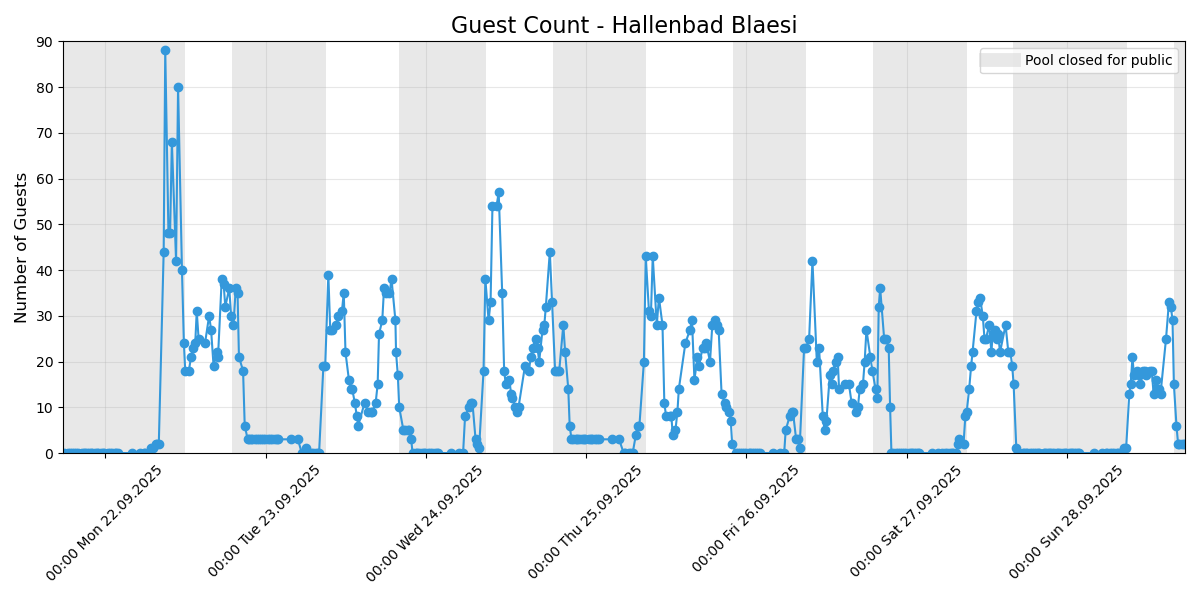 Guest Count - Hallenbad Blaesi
Pool closed for public
Number of Guests
90
80
70
60
50
40
30
20
10
0
00:00 Mon 22.09.2025
00:00 Tue 23.09.2025
00:00 Wed 24.09.2025
00:00 Thu 25.09.2025
00:00 Fri 26.09.2025
00:00 Sat 27.09.2025
00:00 Sun 28.09.2025